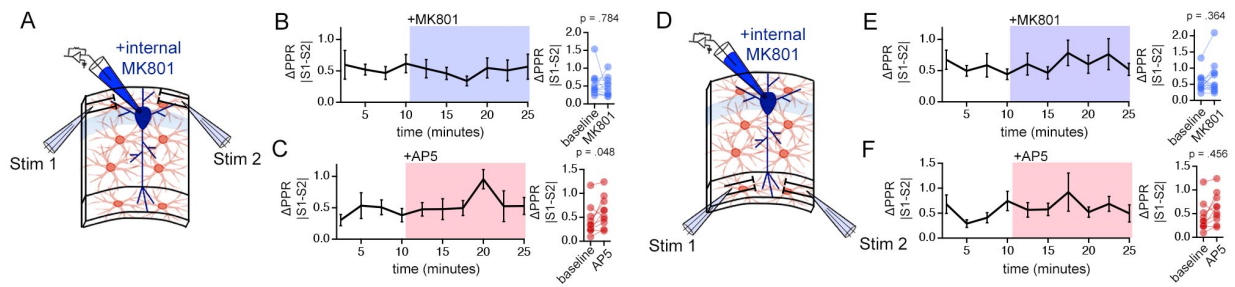 A
+internal
MK801
Stim 1
Stim 2
B
+MK801
ΔPPR
|S1-S2|
1.0
0.5
0.0
5
10
15
20
25
time (minutes)
p = .784
ΔPPR
|S1-S2|
2.0
1.5
1.0
0.5
0.0
baseline
MK801
C
+AP5
ΔPPR
|S1-S2|
1.0
0.5
0.0
5
10
15
20
25
time (minutes)
p = .048
ΔPPR
|S1-S2|
1.5
1.0
0.5
0.0
baseline
AP5
D
+internal
MK801
Stim 1
Stim 2
E
+MK801
ΔPPR
|S1-S2|
1.0
0.5
0.0
5
10
15
20
25
time (minutes)
p = .364
ΔPPR
|S1-S2|
2.0
1.5
1.0
0.5
0.0
baseline
MK801
F
+AP5
ΔPPR
|S1-S2|
1.5
1.0
0.5
0.0
5
10
15
20
25
time (minutes)
p = .456
ΔPPR
|S1-S2|
1.5
1.0
0.5
0.0
baseline
AP5